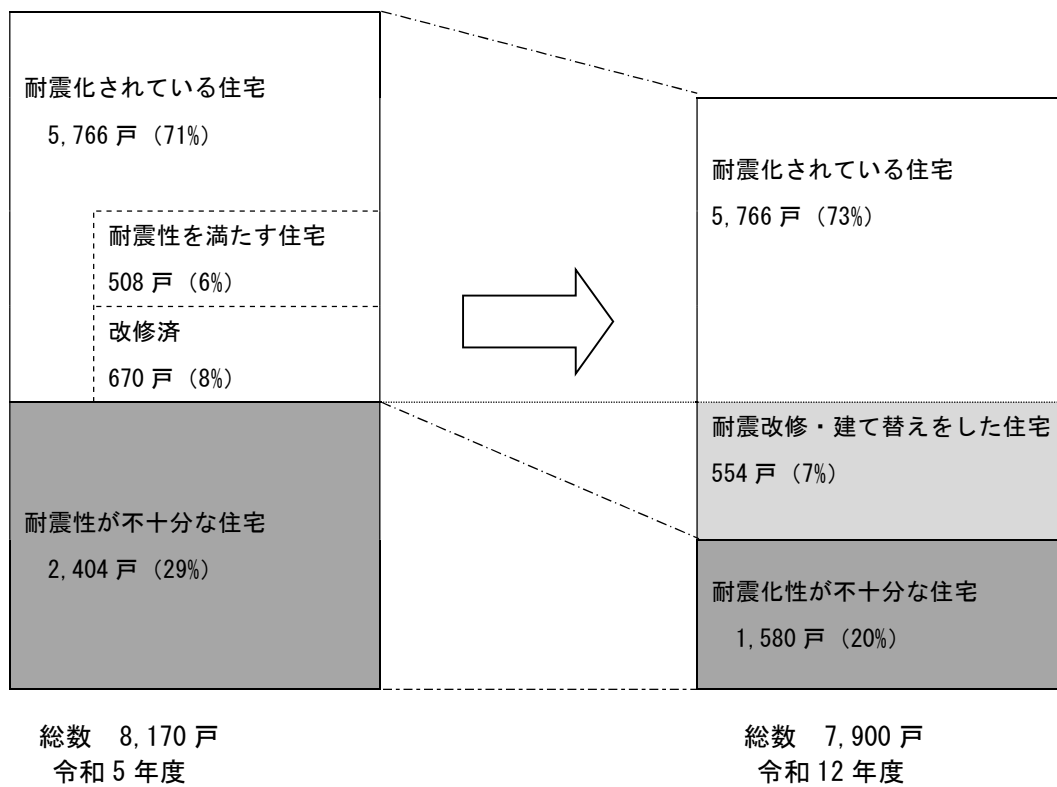 耐震化されている住宅
5,766 戸（71%）
耐震性を満たす住宅
508 戸（6%）
改修済
670 戸（8%）
耐震性が不十分な住宅
2,404 戸（29%）
総数　8,170 戸
令和 5 年度
耐震化されている住宅
5,766 戸（73%）
耐震改修・建て替えをした住宅
554 戸（7%）
耐震化性が不十分な住宅
1,580 戸（20%）
総数　7,900 戸
令和 12 年度